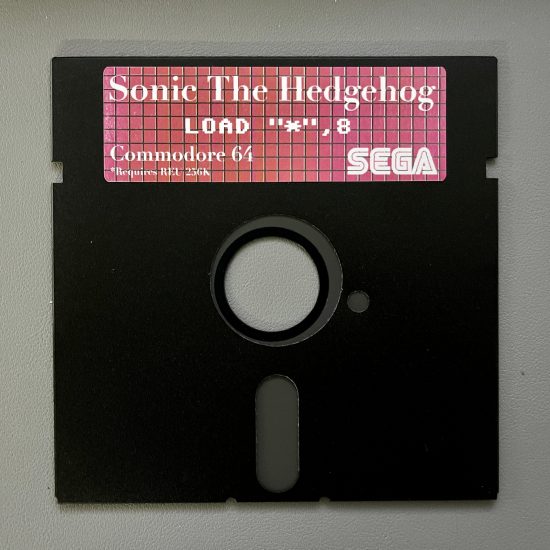 Sonic The Hedgehog
LOAD "*",8
Commodore 64
*Requires REU 256K
SEGA